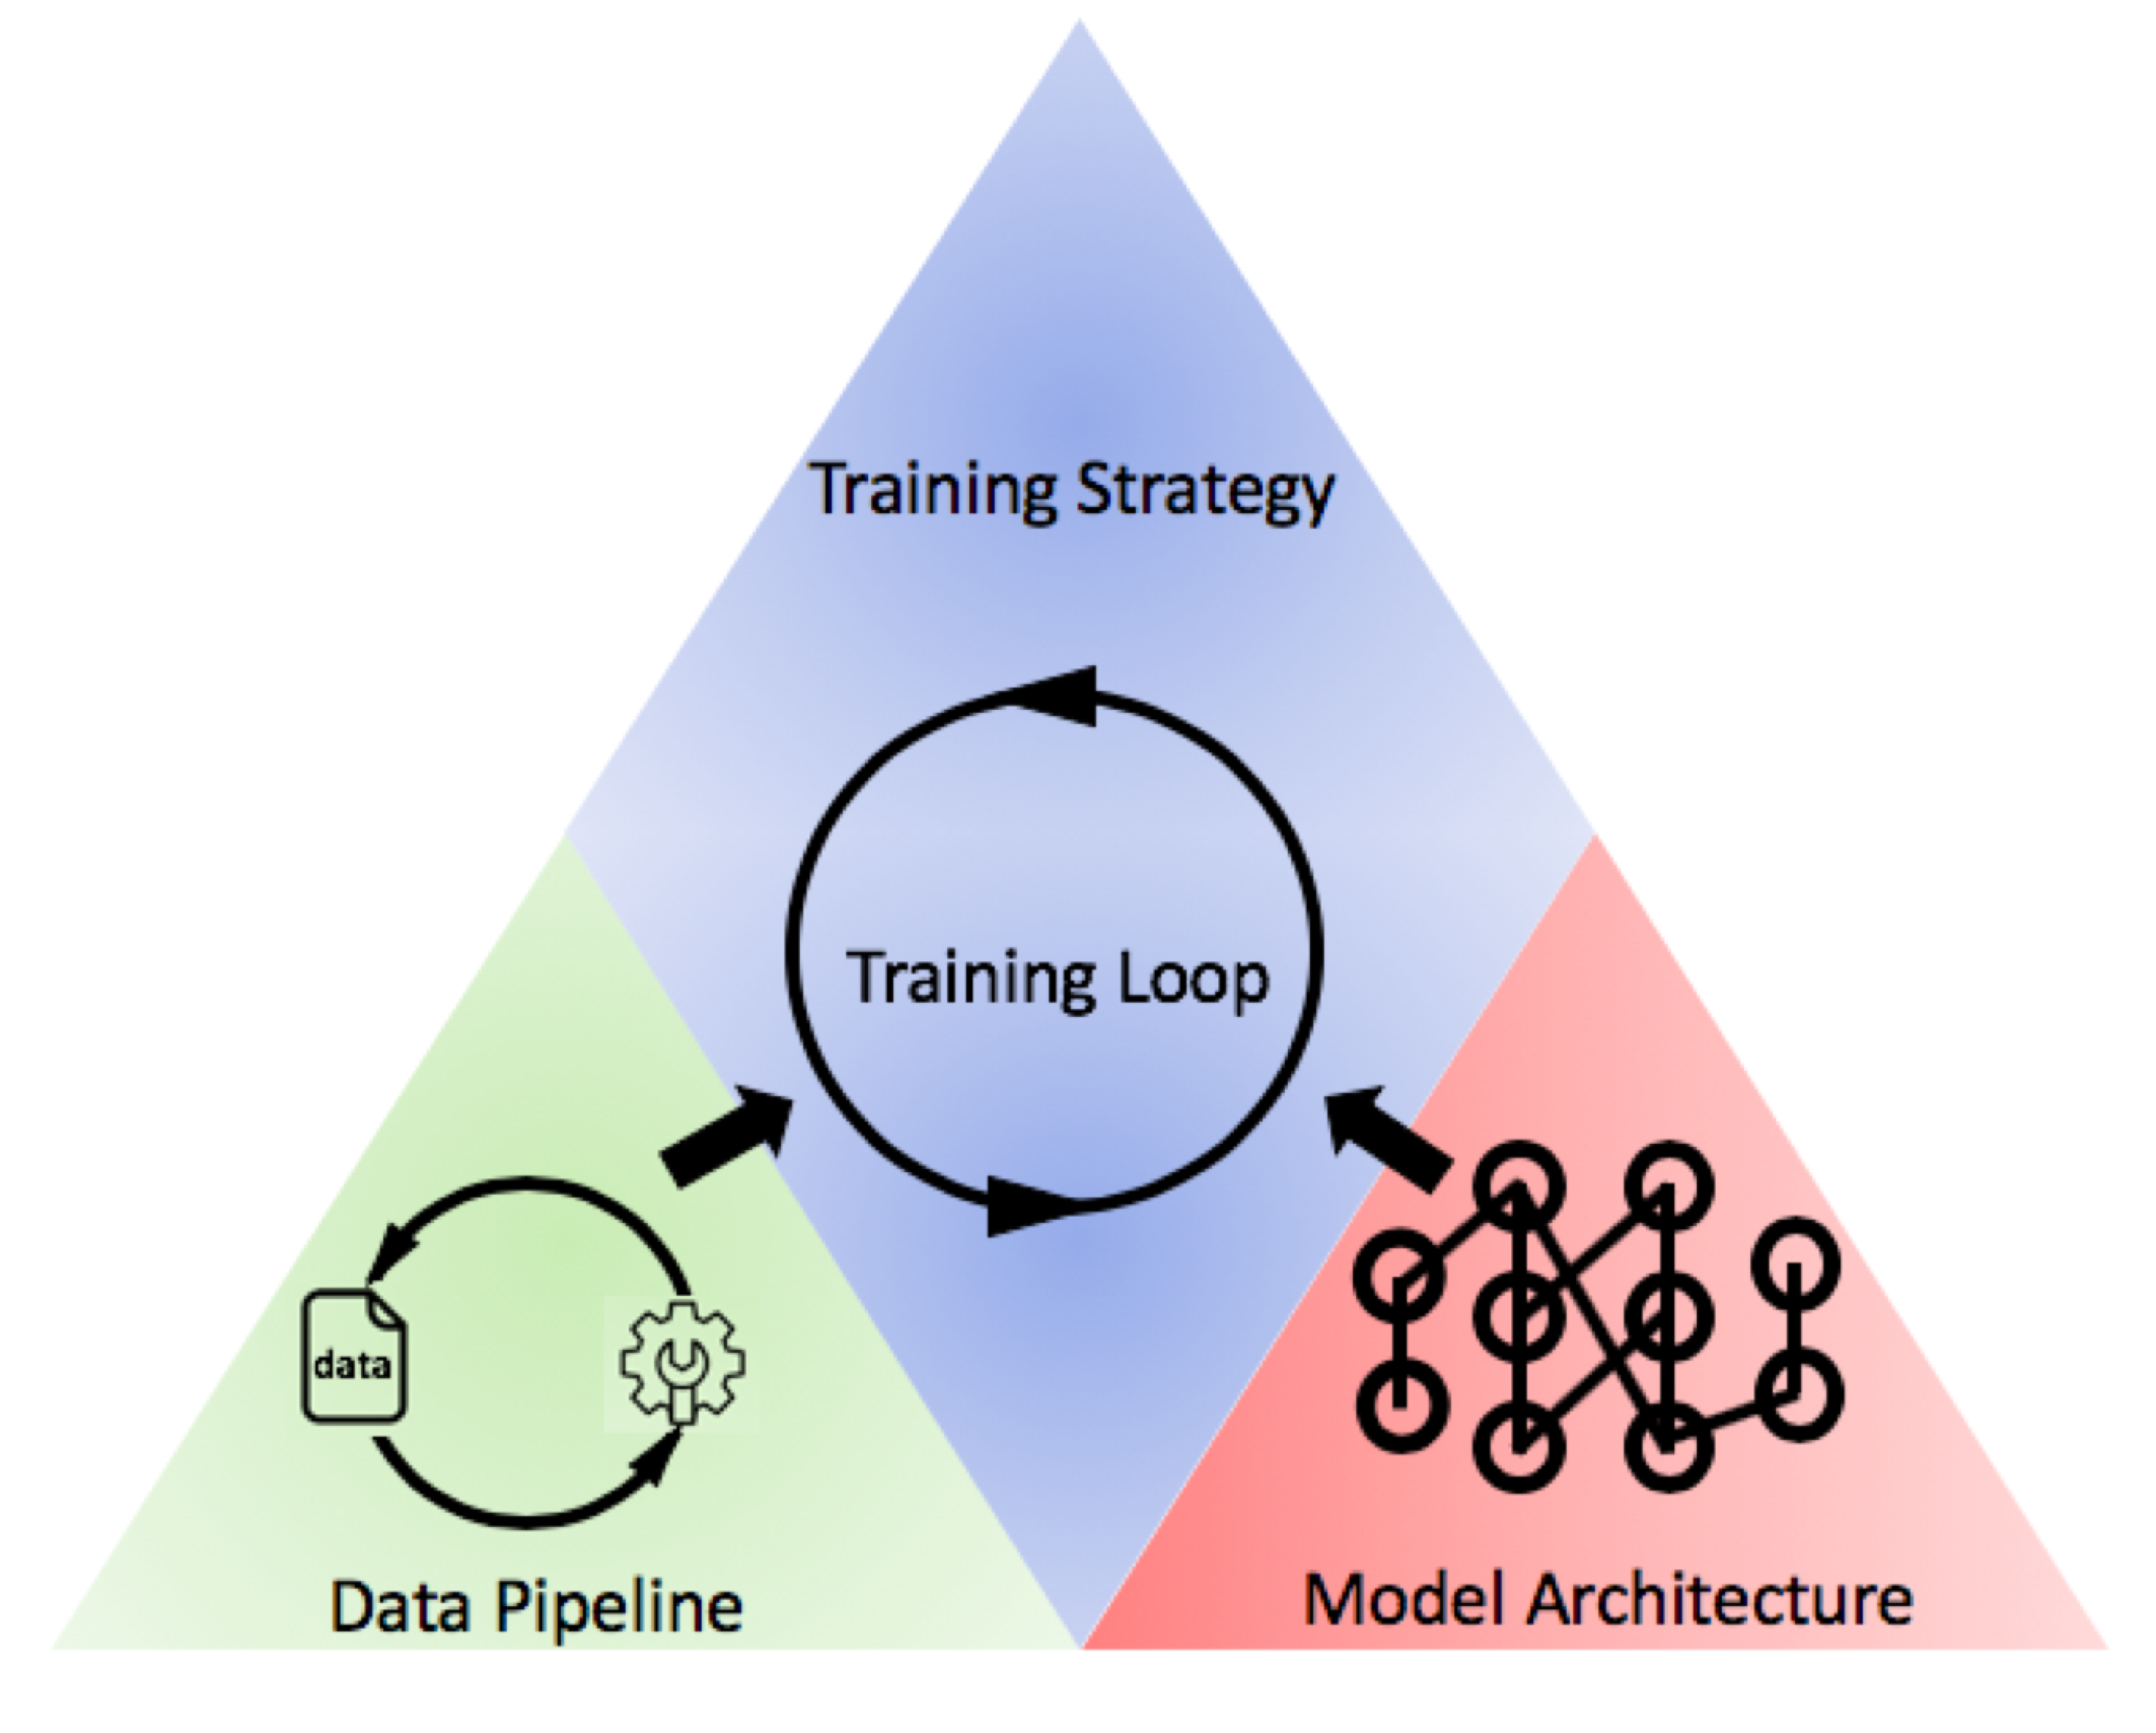 Training Strategy
Training Loop
data
Data Pipeline
Model Architecture